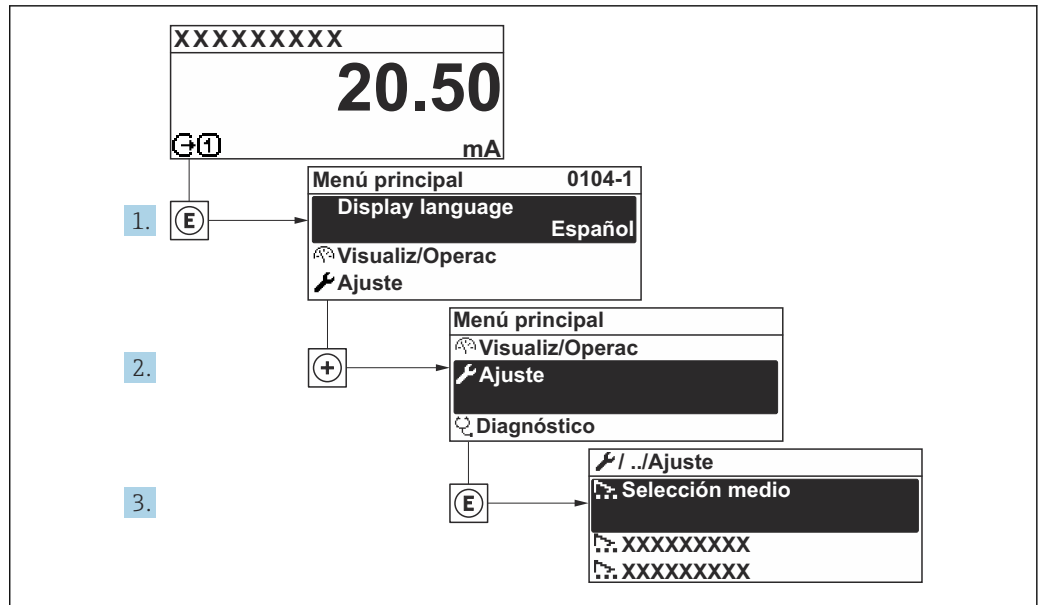 XXXXXXXXX
20.50
1 mA
Menú principal 0104-1
1. E Display language
Español
Visualiz/Operac
Ajuste
Menú principal
Visualiz/Operac
2. + Ajuste
Diagnóstico
/ ../Ajuste
3. E Selección medio
XXXXXXXXX
XXXXXXXXX